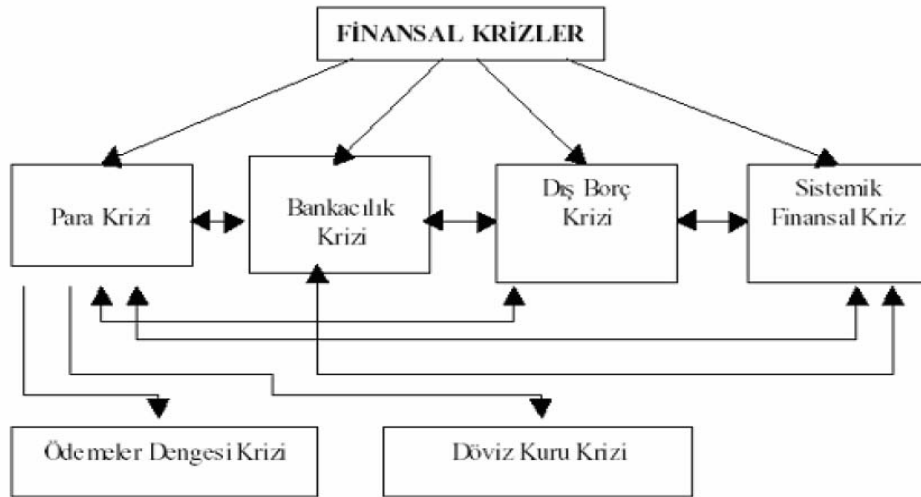 FİNANSAL KRİZLER
Para Krizi
Bankacılık
Krizi
Dış Borç
Krizi
Sistemik
Finansal Kriz
Ödemeler Dengesi Krizi
Döviz Kuru Krizi